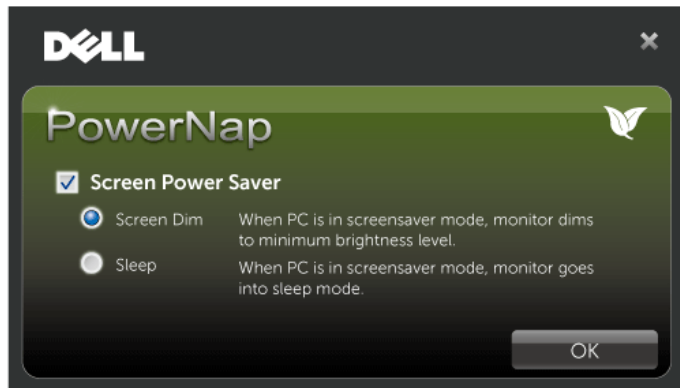 DELL
PowerNap
Screen Power Saver
Screen Dim When PC is in screensaver mode, monitor dims
to minimum brightness level.
Sleep When PC is in screensaver mode, monitor goes
into sleep mode.
OK